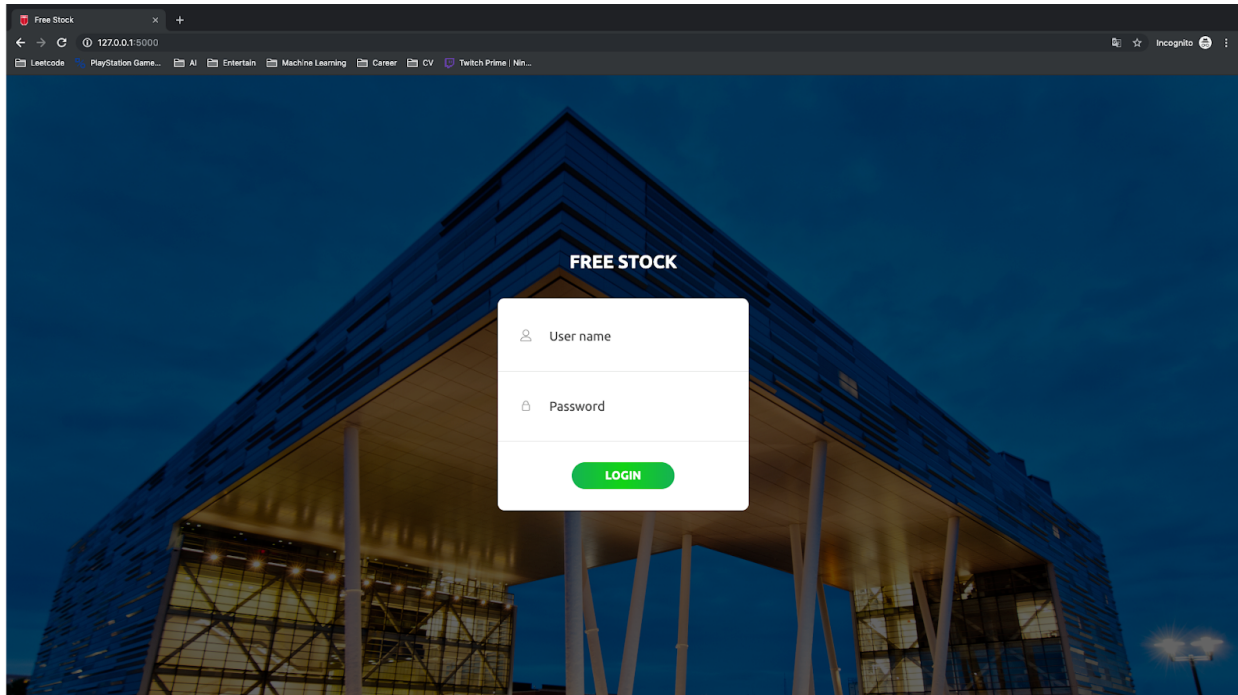 Free Stock
127.0.0.1:5000
Incognito
Leetcode PlayStation Game... AI Entertain Machine Learning Career CV Twitch Prime | Nin...
FREE STOCK
User name
Password
LOGIN